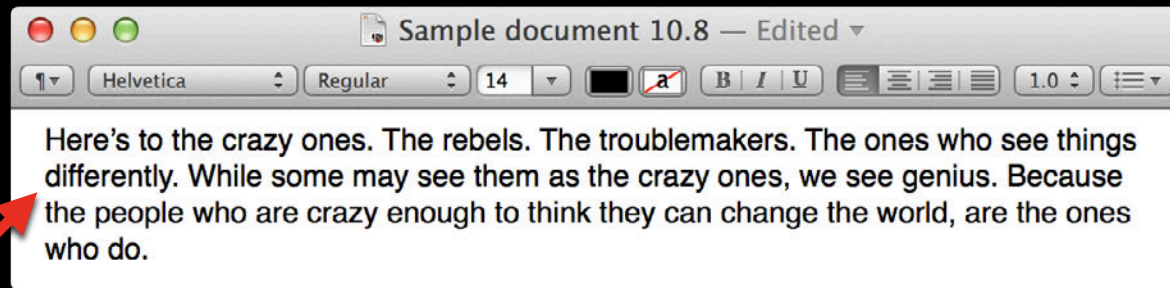 Sample document 10.8 — Edited
¶ Helvetica Regular 14 a B I U 1.0
Here’s to the crazy ones. The rebels. The troublemakers. The ones who see things
differently. While some may see them as the crazy ones, we see genius. Because
the people who are crazy enough to think they can change the world, are the ones
who do.